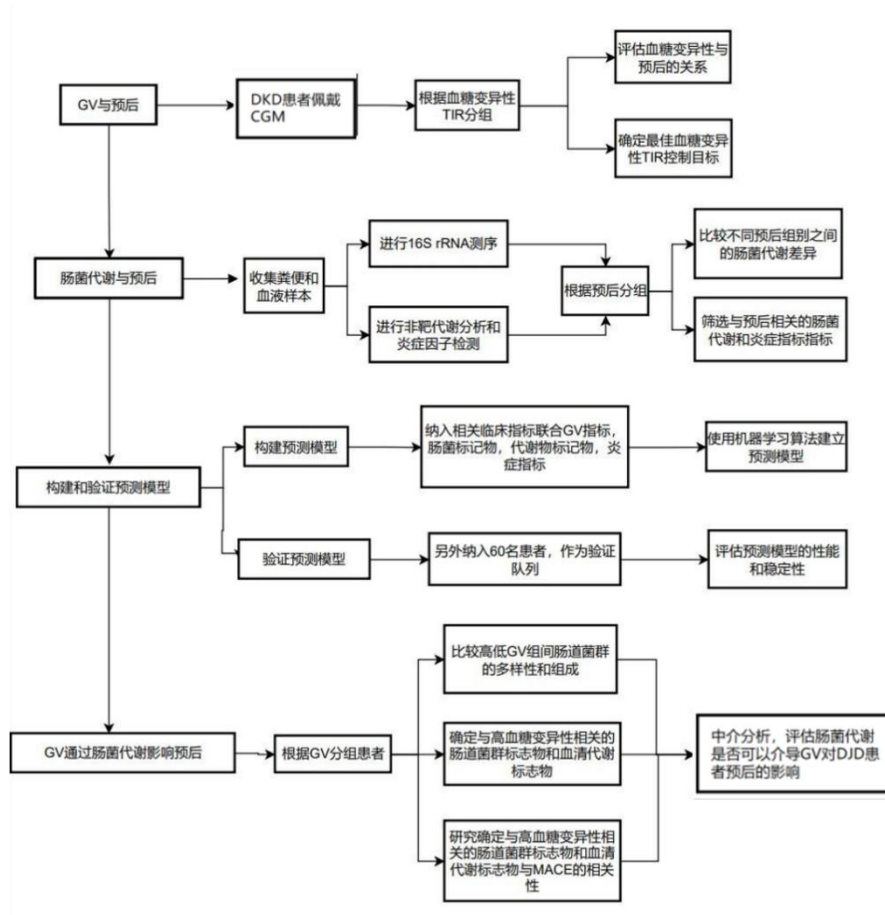 评估血糖变异性与
预后的关系
GV与预后
DKD患者佩戴
CGM
根据血糖变异性
TIR分组
确定最佳血糖变异
性TIR控制目标
进行16S rRNA测序
比较不同预后组别之间
的肠菌代谢差异
肠菌代谢与预后
收集粪便和
血液样本
根据预后分组
进行非靶代谢分析和
炎症因子检测
筛选与预后相关的肠菌
代谢和炎症指标指标
构建预测模型
纳入相关临床指标联合GV指标，
肠菌标记物，代谢物标记物，炎
症指标
使用机器学习算法建立
预测模型
构建和验证预测模型
验证预测模型
另外纳入60名患者，作为验证
队列
评估预测模型的性能
和稳定性
比较高低GV组间肠道菌群
的多样性和组成
GV通过肠菌代谢影响预后
根据GV分组患者
确定与高血糖变异性相关的
肠道菌群标志物和血清代谢
标志物
中介分析，评估肠菌代谢
是否可以介导GV对DJD患
者预后的影响
研究确定与高血糖变异性相
关的肠道菌群标志物和血清
代谢标志物与MACE的相关
性